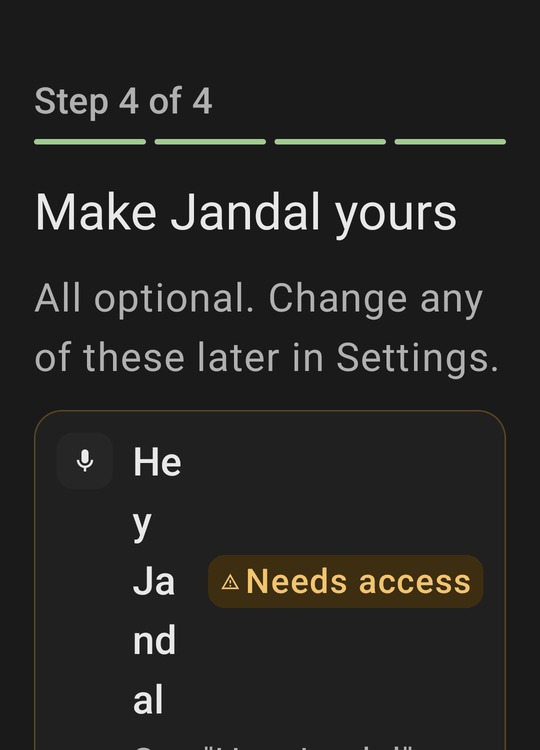 Step 4 of 4
Make Jandal yours
All optional. Change any
of these later in Settings.
He
y
Ja
nd
al
Needs access